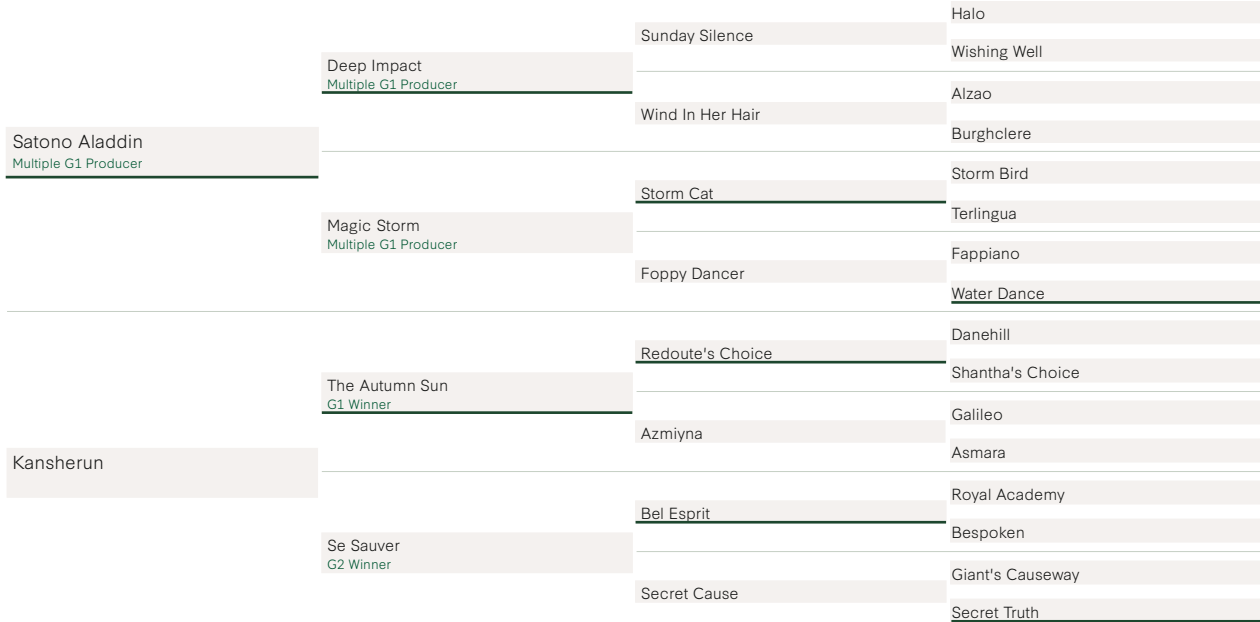 Satono Aladdin
Multiple G1 Producer
Kansherun
Deep Impact
Multiple G1 Producer
Magic Storm
Multiple G1 Producer
The Autumn Sun
G1 Winner
Se Sauver
G2 Winner
Sunday Silence
Wind In Her Hair
Storm Cat
Foppy Dancer
Redoute's Choice
Azmiyna
Bel Esprit
Secret Cause
Halo
Wishing Well
Alzao
Burghclere
Storm Bird
Terlingua
Fappiano
Water Dance
Danehill
Shantha's Choice
Galileo
Asmara
Royal Academy
Bespoken
Giant's Causeway
Secret Truth